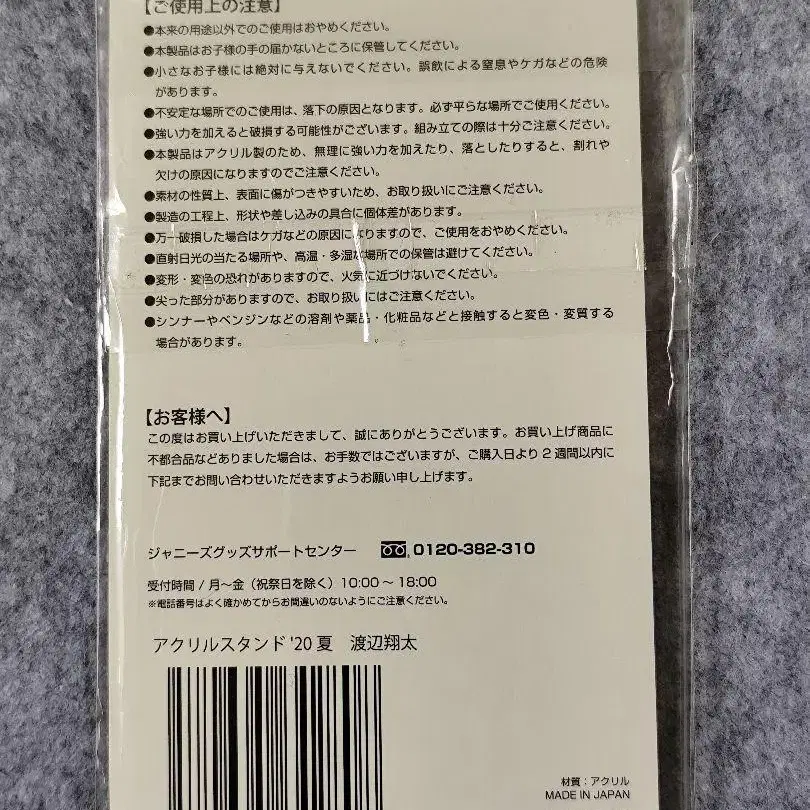 【ご使用上の注意】
●本来の用途以外でのご使用はおやめください。
●本製品はお子様の手の届かないところに保管してください。
●小さなお子様には絶対に与えないでください。誤飲による窒息やケガなどの危険
があります。
●不安定な場所でのご使用は、落下の原因となります。必ず平らな場所でご使用ください。
●強い力を加えると破損する可能性がございます。組み立ての際は十分ご注意ください。
●本製品はアクリル製のため、無理に強い力を加えたり、落としたりすると、割れや
欠けの原因になりますのでご注意ください。
●素材の性質上、表面に傷がつきやすいため、お取り扱いにご注意ください。
●製造の工程上、形状や差し込みの具合に個体差があります。
●万一破損した場合はケガなどの原因になりますので、ご使用をおやめください。
●直射日光の当たる場所や、高温・多湿な場所での保管は避けてください。
●変形・変色の恐れがありますので、火気に近づけないでください。
●尖った部分がありますので、お取り扱いにはご注意ください。
●シンナーやベンジンなどの溶剤や薬品・化粧品などと接触すると変色・変質する
場合があります。
【お客様へ】
この度はお買い上げいただきまして、誠にありがとうございます。お買い上げ商品に
不都合品などありました場合は、お手数ではございますが、ご購入日より2週間以内に
下記までお問い合わせいただきますようお願い申し上げます。
ジャニーズグッズサポートセンター 0120-382-310
受付時間/月〜金(祝祭日を除く)10:00〜18:00
※電話番号はよく確かめてからお間違いのないようにご注意ください。
アクリルスタンド '20 夏 渡辺翔太
材質:アクリル
MADE IN JAPAN